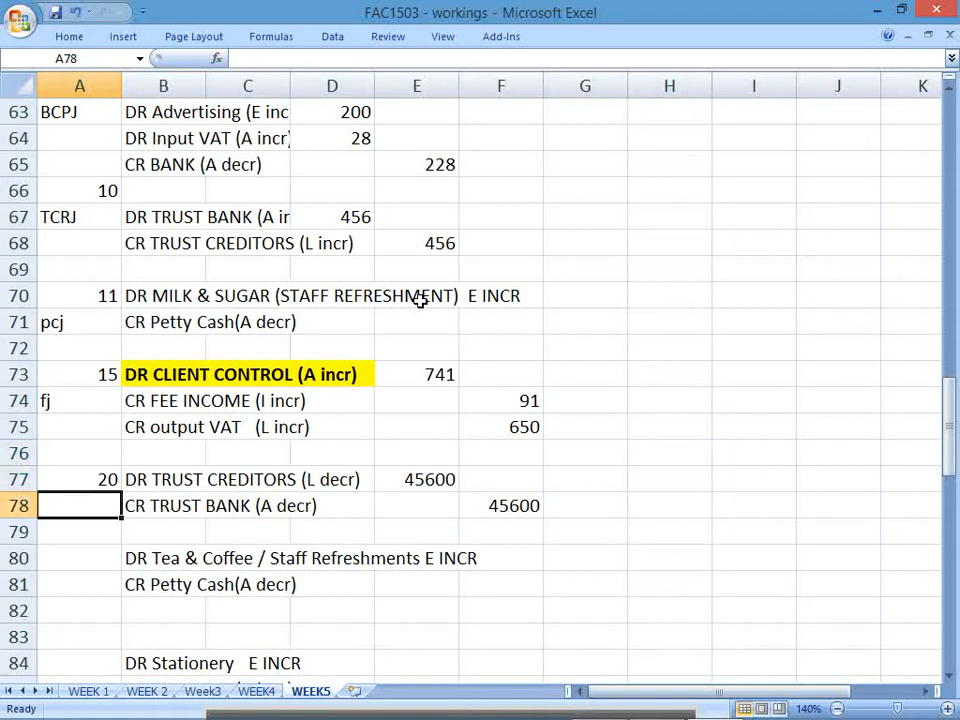 FAC1503 - workings - Microsoft Excel
Home Insert Page Layout Formulas Data Review View Add-Ins
A78 fx
A B C D E F G H I J K
63 BCPJ DR Advertising (E inc 200
64 DR Input VAT (A incr) 28
65 CR BANK (A decr) 228
66 10
67 TCRJ DR TRUST BANK (A ir 456
68 CR TRUST CREDITORS (L incr) 456
69
70 11 DR MILK & SUGAR (STAFF REFRESHMENT) E INCR
71 pcj CR Petty Cash(A decr)
72
73 15 DR CLIENT CONTROL (A incr) 741
74 fj CR FEE INCOME (I incr) 91
75 CR output VAT (L incr) 650
76
77 20 DR TRUST CREDITORS (L decr) 45600
78 CR TRUST BANK (A decr) 45600
79
80 DR Tea & Coffee / Staff Refreshments E INCR
81 CR Petty Cash(A decr)
82
83
84 DR Stationery E INCR
WEEK 1 WEEK 2 Week3 WEEK4 WEEK5
Ready 140%